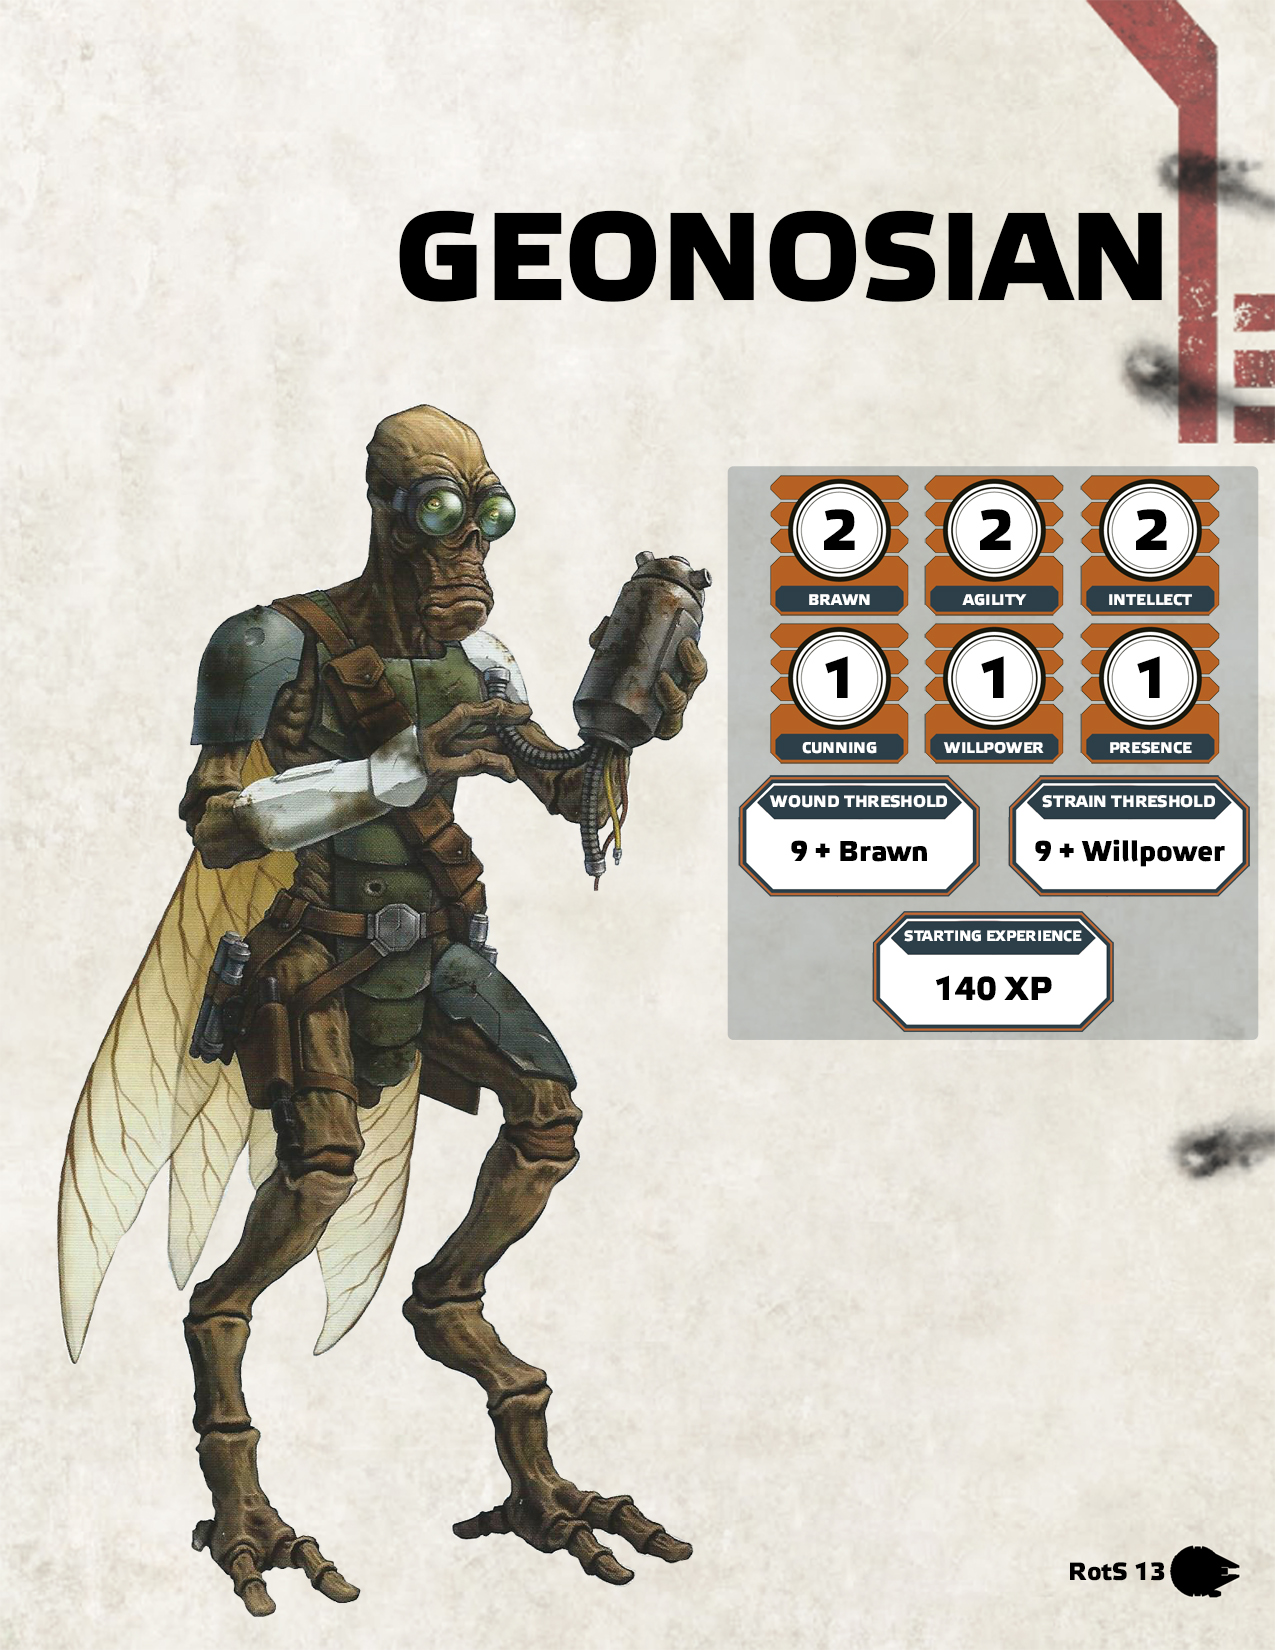 GEONOSIAN
2 2 2
BRAWN AGILITY INTELLECT
1 1 1
CUNNING WILLPOWER PRESENCE
WOUND THRESHOLD STRAIN THRESHOLD
9 + Brawn 9 + Willpower
STARTING EXPERIENCE
140 XP
RotS 13